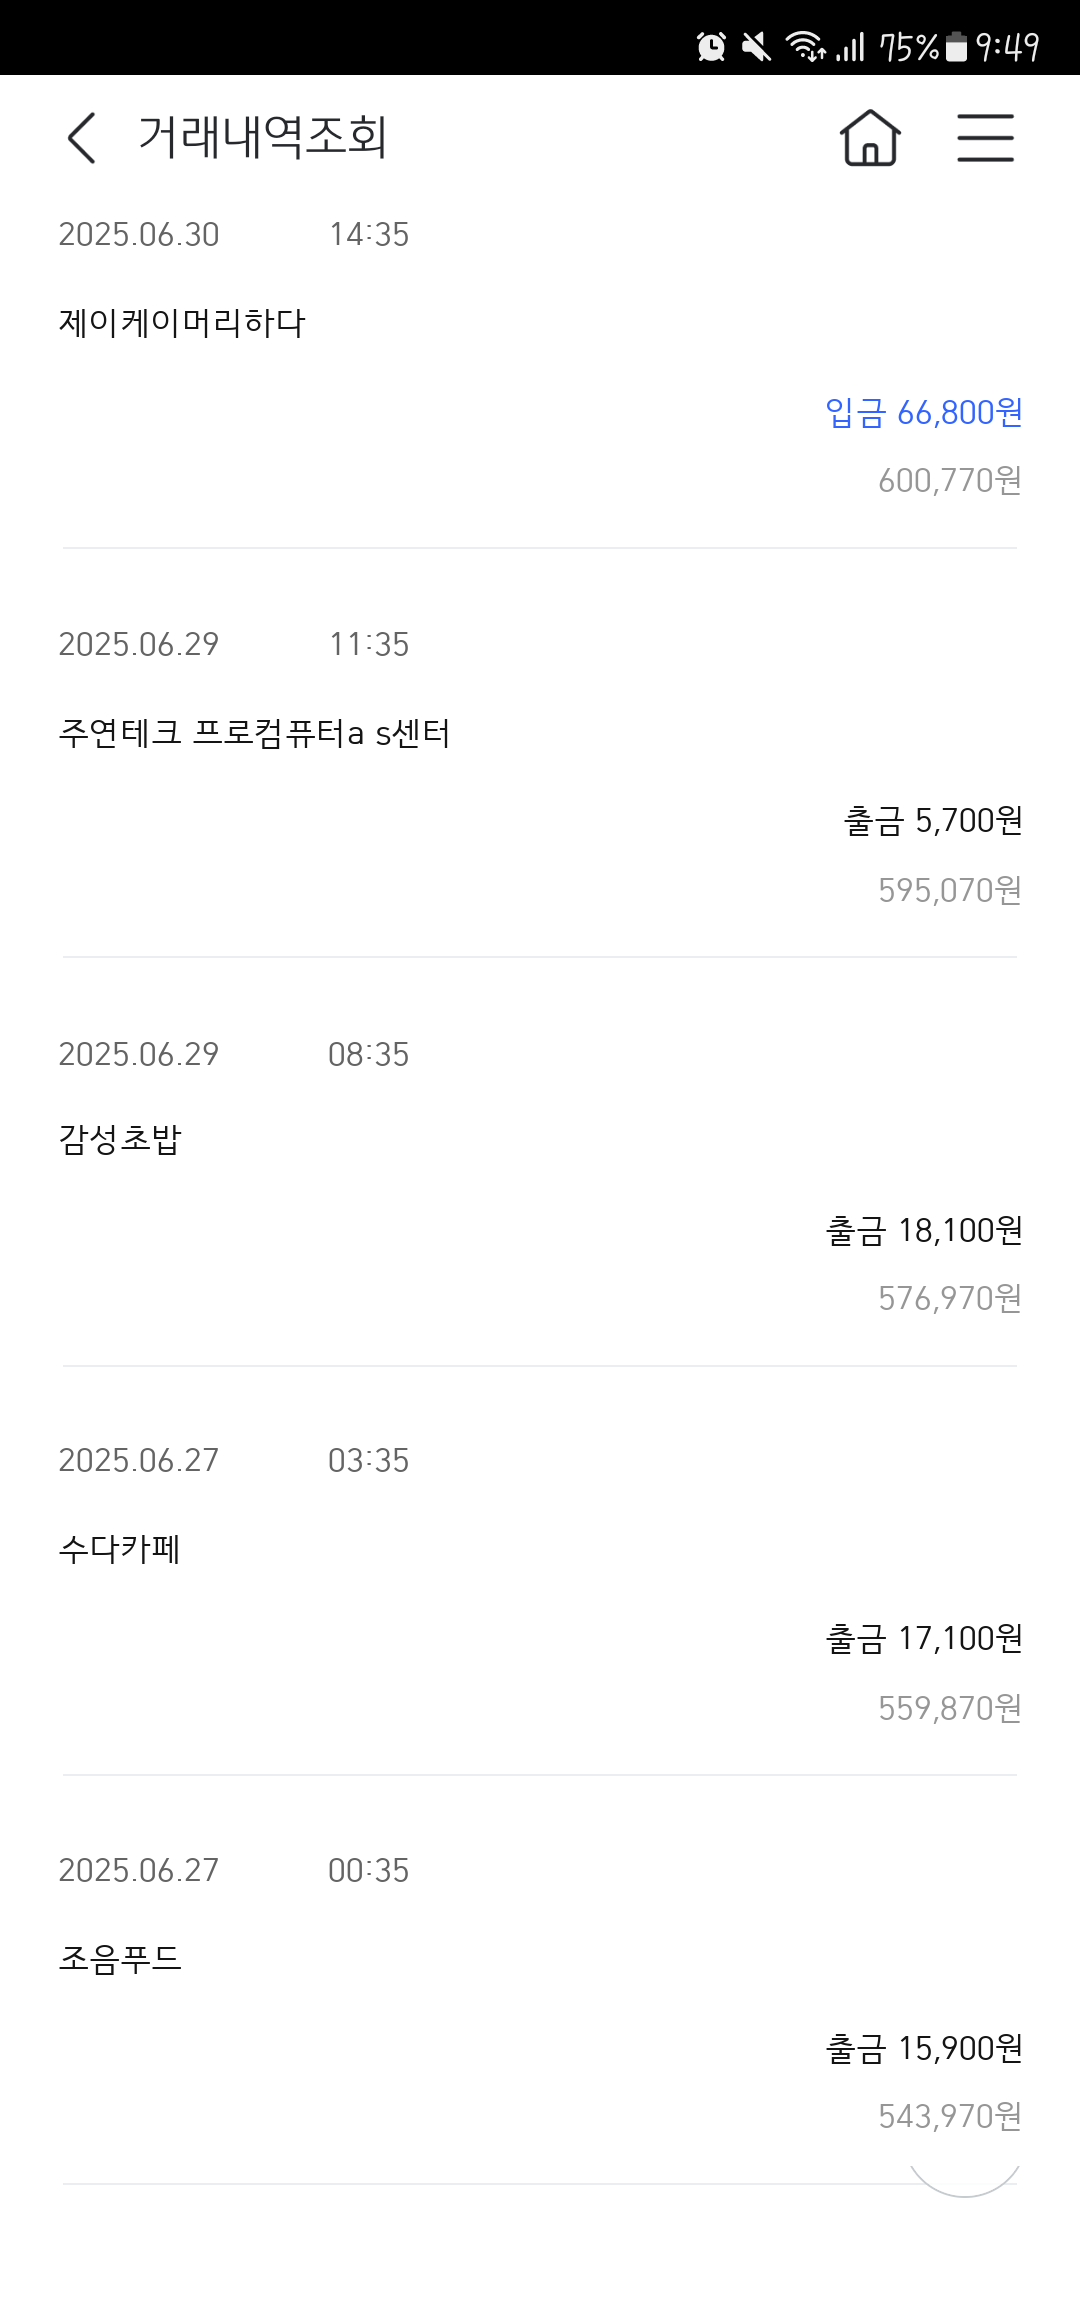 75% 9:49
거래내역조회
2025.06.30 14:35
제이케이머리하다
입금 66,800원
600,770원
2025.06.29 11:35
주연테크 프로컴퓨터a s센터
출금 5,700원
595,070원
2025.06.29 08:35
감성초밥
출금 18,100원
576,970원
2025.06.27 03:35
수다카페
출금 17,100원
559,870원
2025.06.27 00:35
조음푸드
출금 15,900원
543,970원